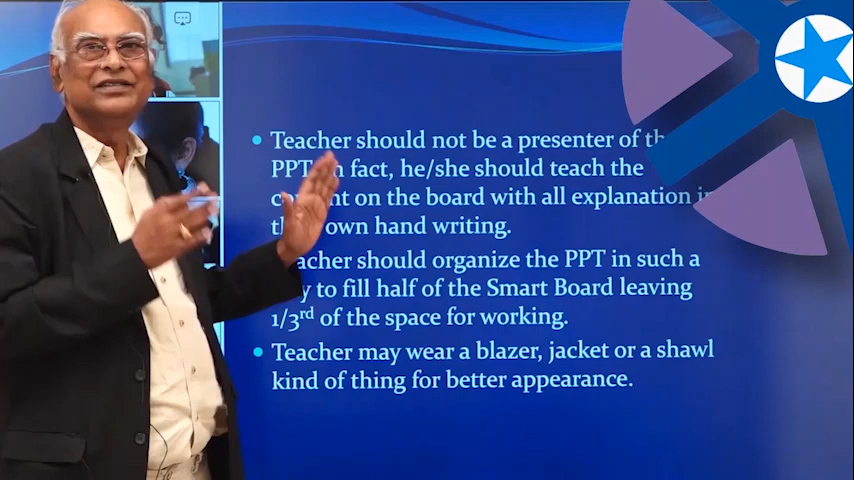 Teacher should not be a presenter of
PPT fact, he/she should teach the
on the board with all explanation
own hand writing.
should organize the PPT in such a
to fill half of the Smart Board leaving
1/3rd of the space for working.
Teacher may wear a blazer, jacket or a shawl
kind of thing for better appearance.